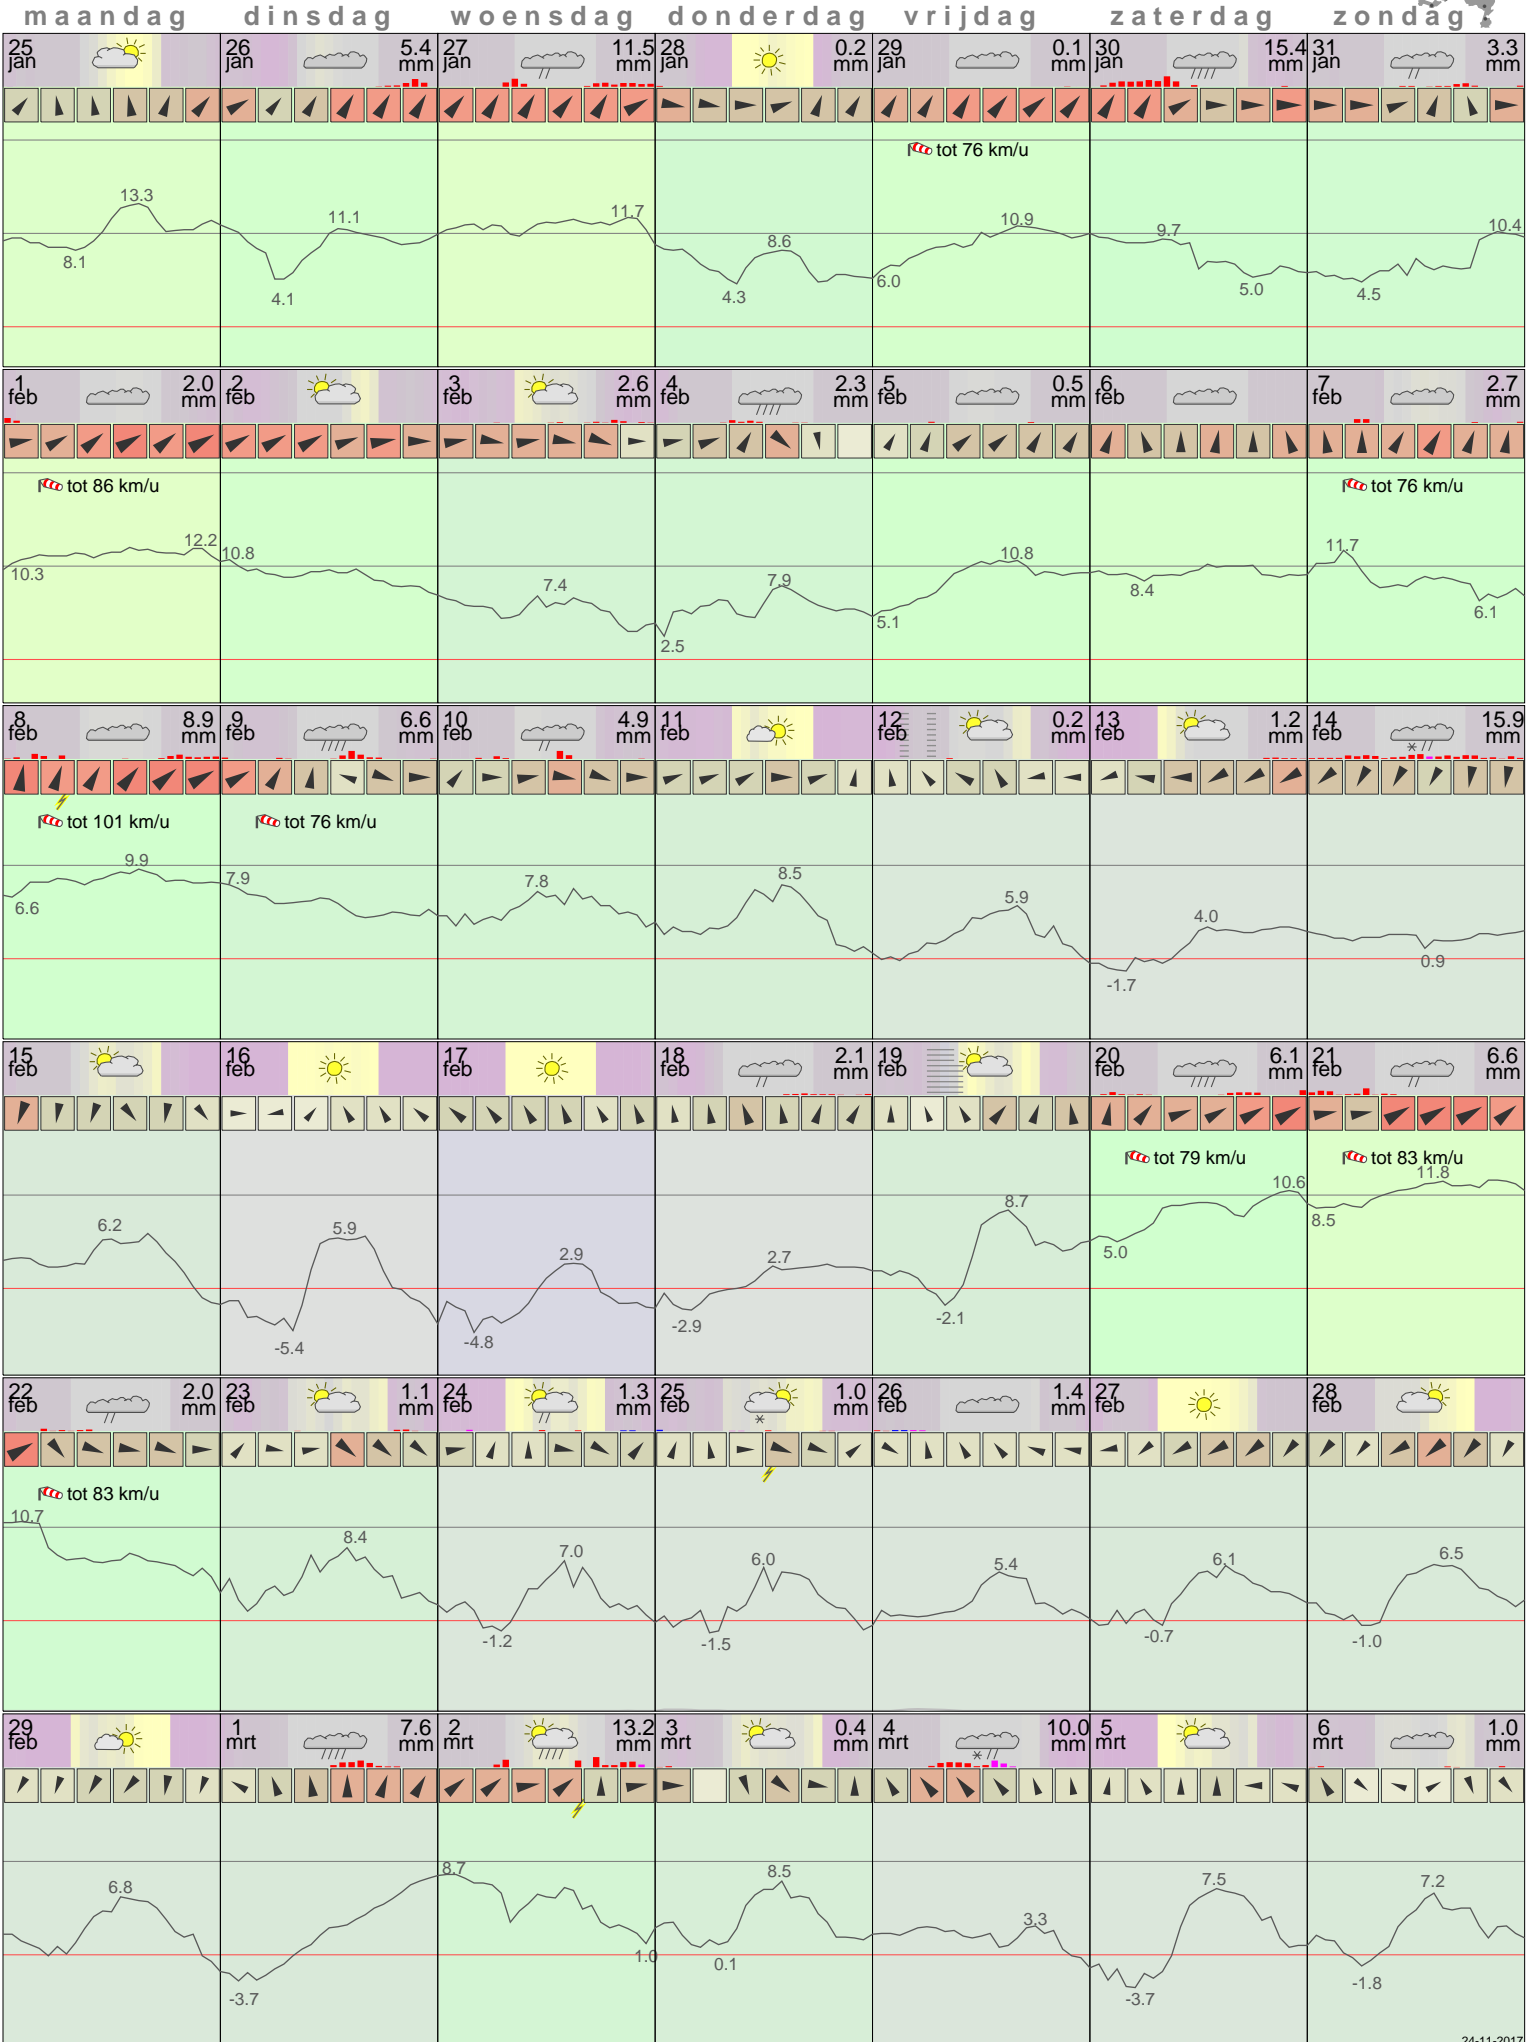 maandag dinsdag woensdag donderdag vrijdag zaterdag zondag
25 jan
26 jan 5.4 mm
27 jan 11.5 mm
28 jan 0.2 mm
29 jan 0.1 mm
30 jan 15.4 mm
31 jan 3.3 mm
tot 76 km/u
13.3 8.1 11.1 4.1 11.7 8.6 4.3 6.0 10.9 9.7 5.0 4.5 10.4
1 feb 2.0 mm
2 feb
3 feb 2.6 mm
4 feb 2.3 mm
5 feb 0.5 mm
6 feb
7 feb 2.7 mm
tot 86 km/u tot 76 km/u
10.3 12.2 10.8 7.4 2.5 7.9 5.1 10.8 8.4 11.7 6.1
8 feb 8.9 mm
9 feb 6.6 mm
10 feb 4.9 mm
11 feb
12 feb 0.2 mm
13 feb 1.2 mm
14 feb 15.9 mm
tot 101 km/u tot 76 km/u
6.6 9.9 7.9 7.8 8.5 5.9 -1.7 4.0 0.9
15 feb
16 feb
17 feb
18 feb 2.1 mm
19 feb
20 feb 6.1 mm
21 feb 6.6 mm
tot 79 km/u tot 83 km/u
6.2 -5.4 5.9 -4.8 2.9 -2.9 2.7 -2.1 8.7 5.0 10.6 8.5 11.8
22 feb 2.0 mm
23 feb 1.1 mm
24 feb 1.3 mm
25 feb 1.0 mm
26 feb 1.4 mm
27 feb
28 feb
tot 83 km/u
10.7 8.4 -1.2 7.0 -1.5 6.0 5.4 -0.7 6.1 -1.0 6.5
29 feb
1 mrt 7.6 mm
2 mrt 13.2 mm
3 mrt 0.4 mm
4 mrt 10.0 mm
5 mrt
6 mrt 1.0 mm
6.8 -3.7 8.7 1.0 0.1 8.5 3.3 -3.7 7.5 -1.8 7.2
24-11-2017